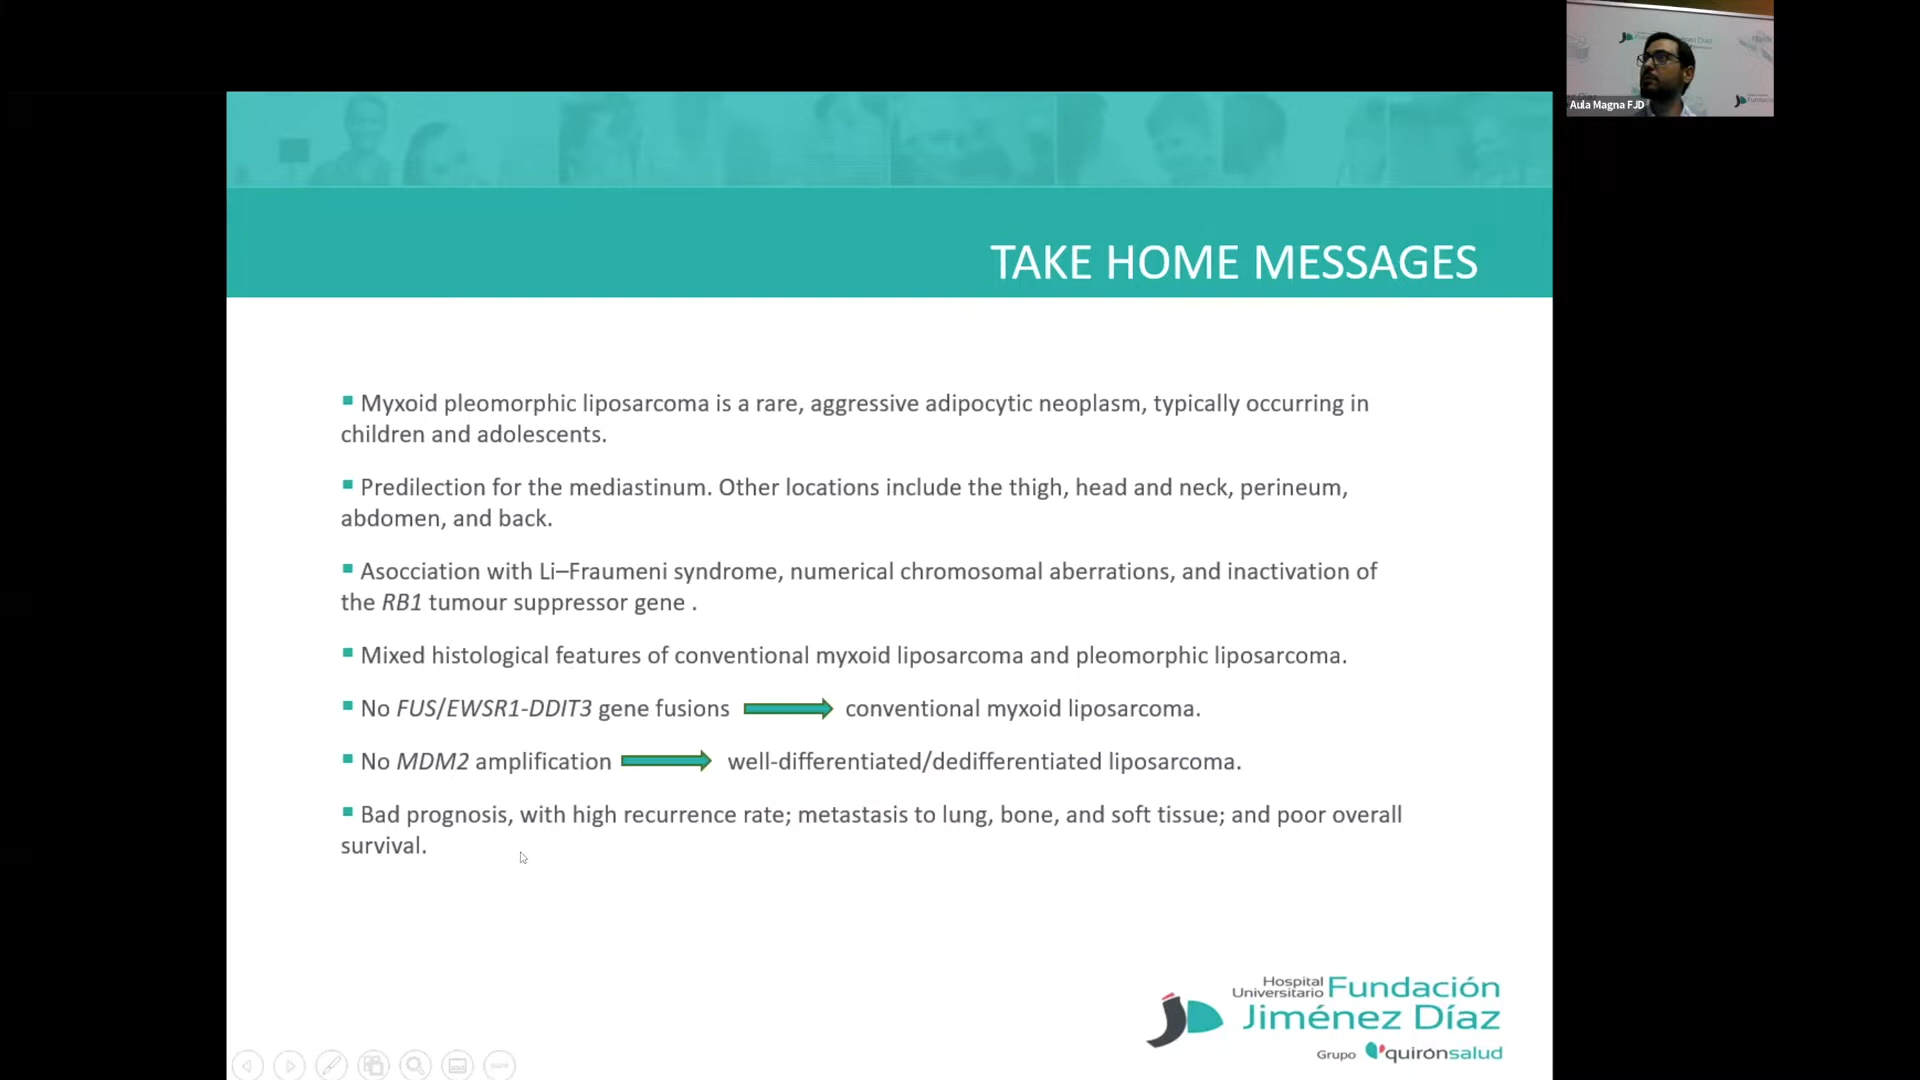 Aula Magna FJD
TAKE HOME MESSAGES
Myxoid pleomorphic liposarcoma is a rare, aggressive adipocytic neoplasm, typically occurring in
children and adolescents.
Predilection for the mediastinum. Other locations include the thigh, head and neck, perineum,
abdomen, and back.
Asocciation with Li–Fraumeni syndrome, numerical chromosomal aberrations, and inactivation of
the RB1 tumour suppressor gene .
Mixed histological features of conventional myxoid liposarcoma and pleomorphic liposarcoma.
No FUS/EWSR1-DDIT3 gene fusions conventional myxoid liposarcoma.
No MDM2 amplification well-differentiated/dedifferentiated liposarcoma.
Bad prognosis, with high recurrence rate; metastasis to lung, bone, and soft tissue; and poor overall
survival.
Hospital
Universitario Fundación
Jiménez Díaz
Grupo quirónsalud